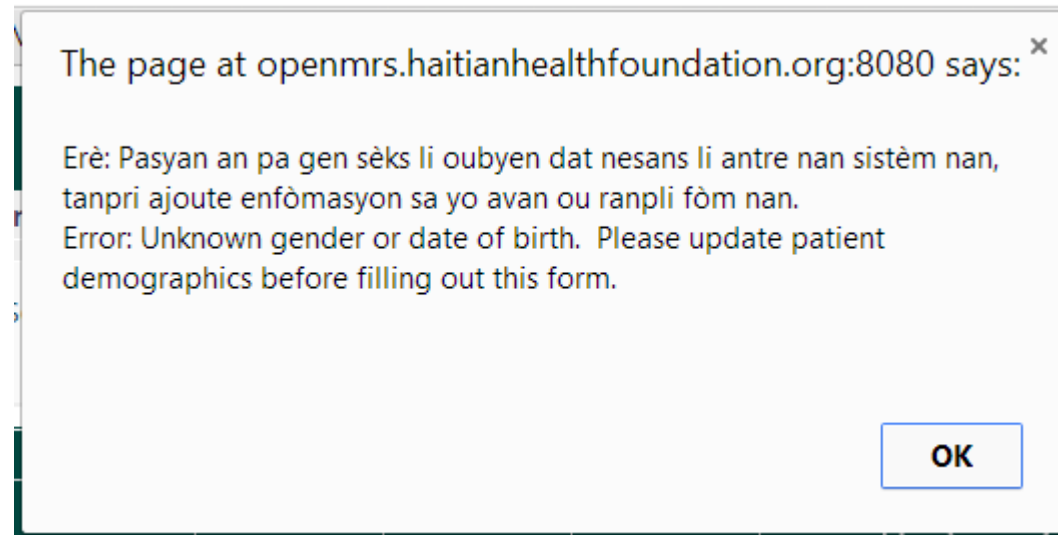 The page at openmrs.haitianhealthfoundation.org:8080 says:
×
Erè: Pasyan an pa gen sèks li oubyen dat nesans li antre nan sistèm nan,
tanpri ajoute enfòmasyon sa yo avan ou ranpli fòm nan.
Error: Unknown gender or date of birth.  Please update patient
demographics before filling out this form.
OK